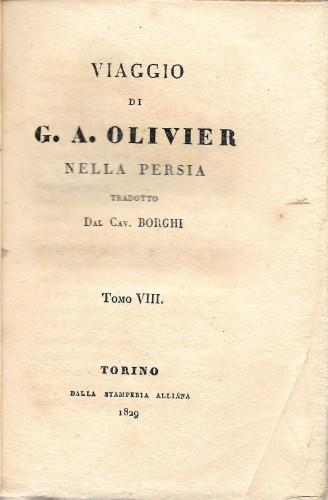 VIAGGIO
DI
G. A. OLIVIER
NELLA PERSIA
TRADOTTO
DAL CAV. BORGHI
TOMO VIII.
TORINO
DALLA STAMPERIA ALLIANA
1829